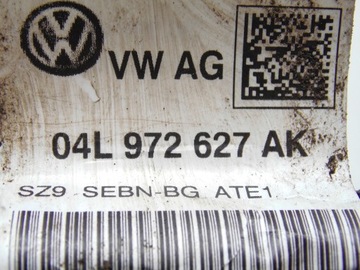 VW AG
04L 972 627 AK
SZ9 SEBN-BG ATE1